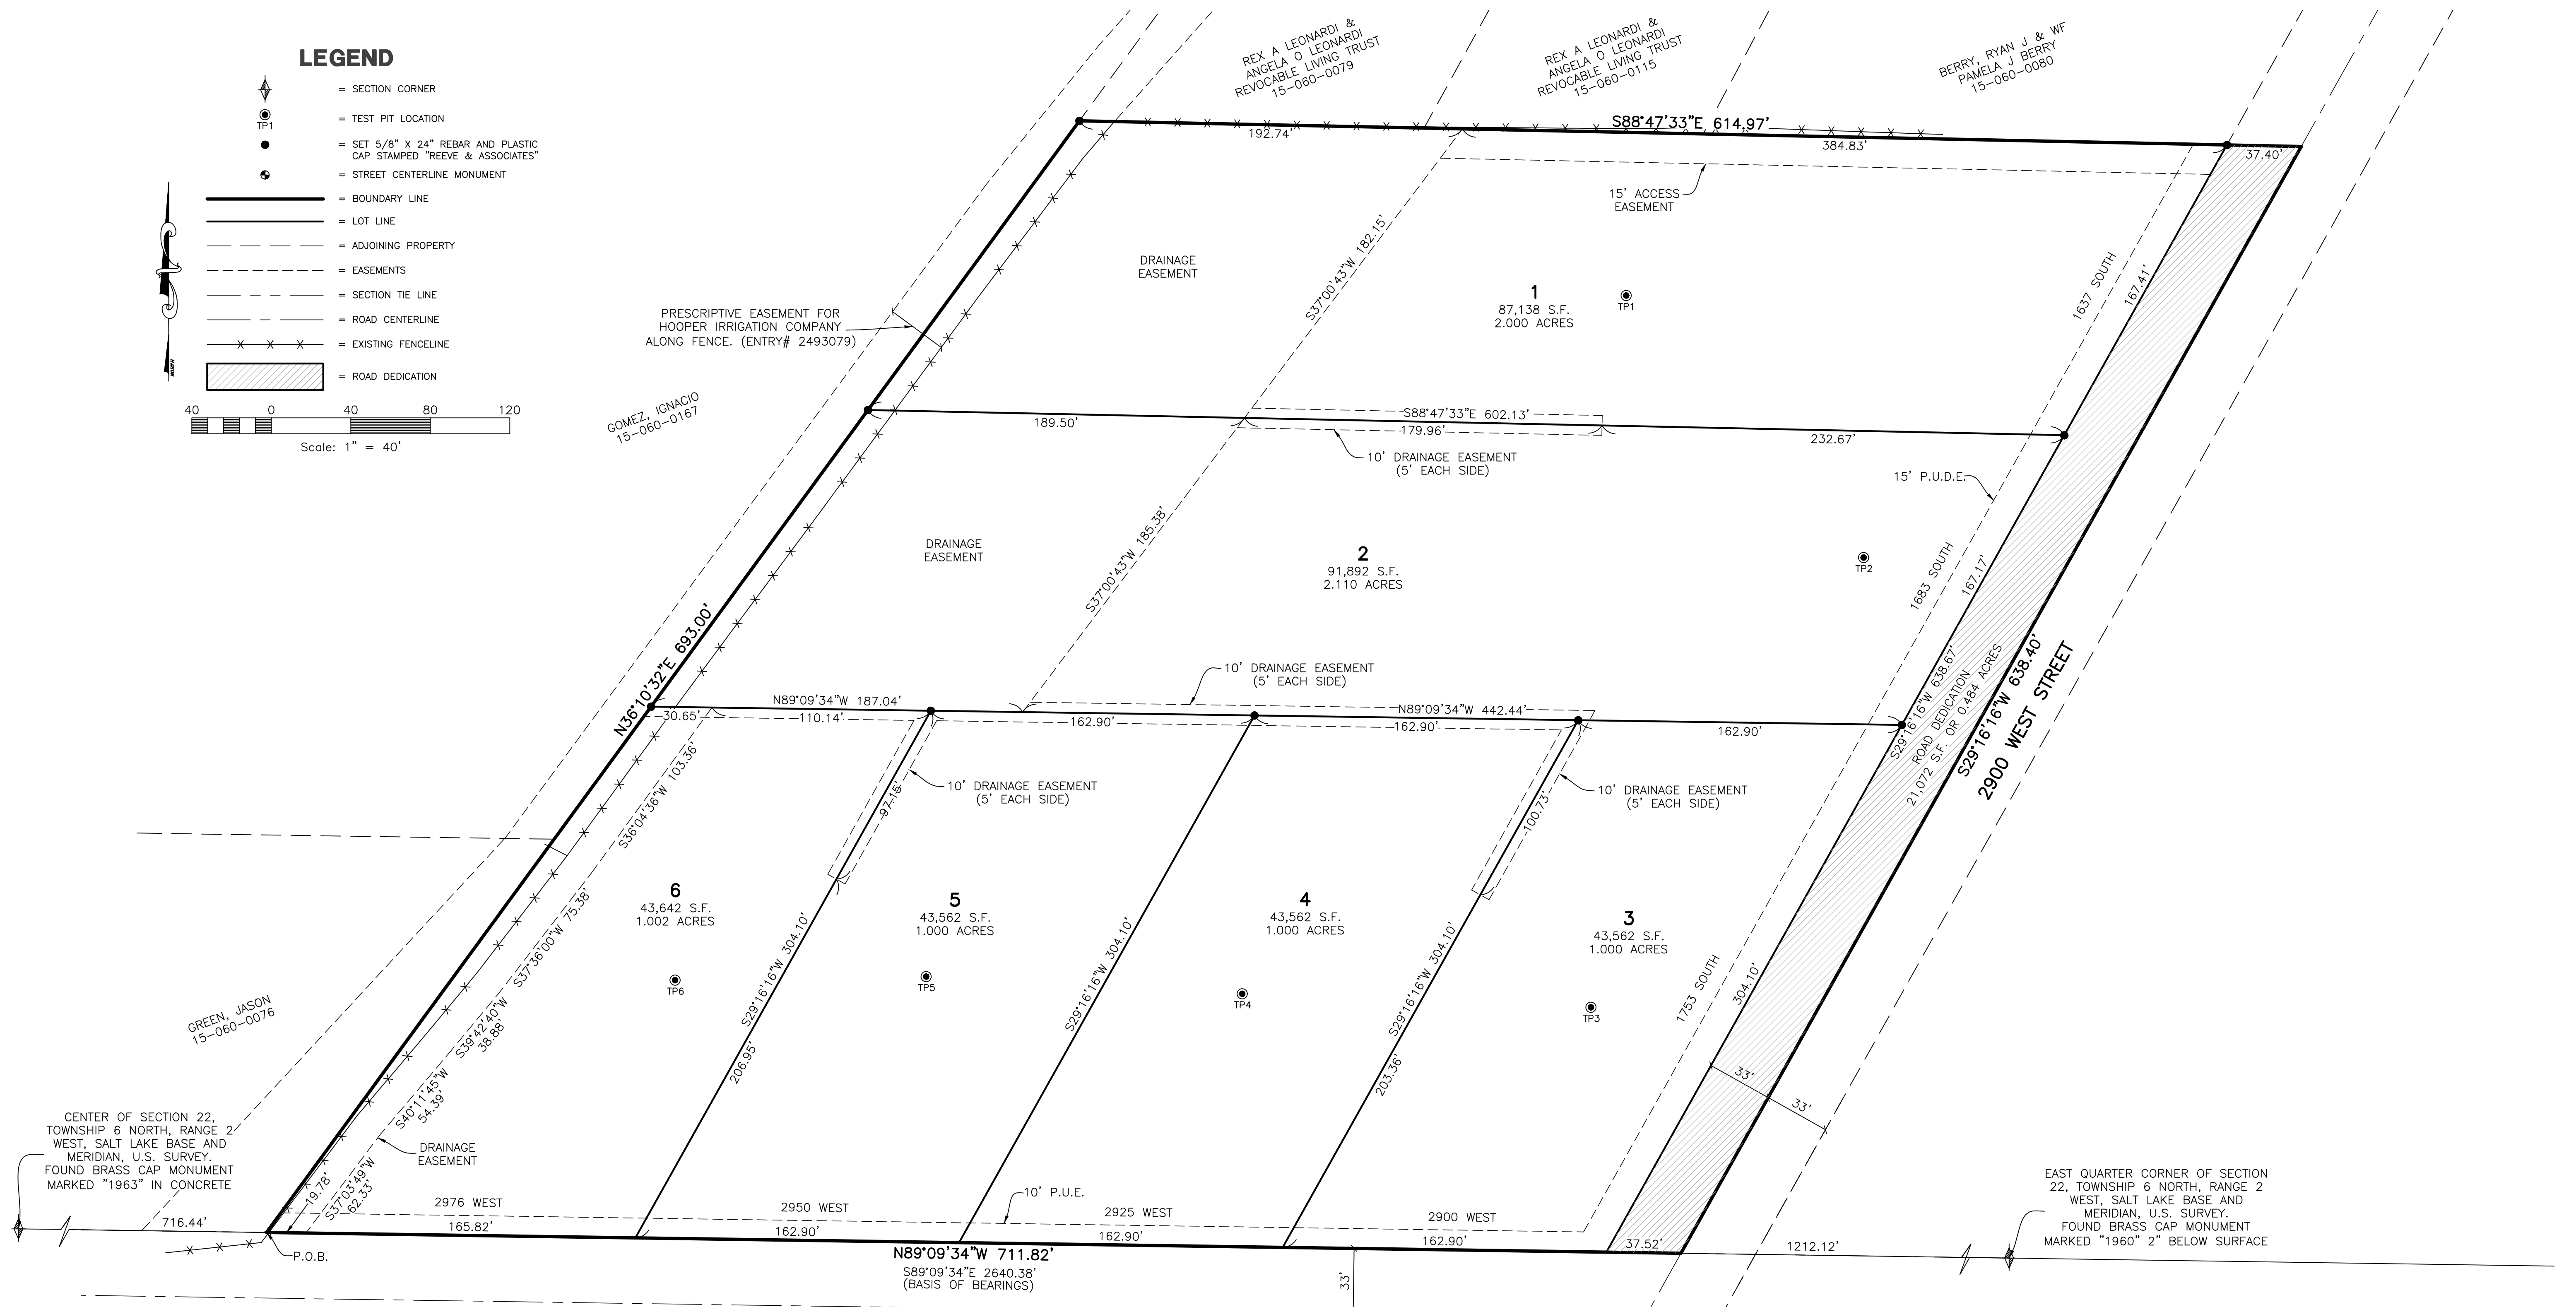 LEGEND
= SECTION CORNER
TP1
= TEST PIT LOCATION
= SET 5/8" X 24" REBAR AND PLASTIC
CAP STAMPED "REEVE & ASSOCIATES"
= STREET CENTERLINE MONUMENT
= BOUNDARY LINE
= LOT LINE
= ADJOINING PROPERTY
= EASEMENTS
= SECTION TIE LINE
= ROAD CENTERLINE
= EXISTING FENCELINE
= ROAD DEDICATION
40 0 40 80 120
Scale: 1" = 40'
REX A LEONARDI &
ANGELA O LEONARDI
REVOCABLE LIVING TRUST
15-060-0079
REX A LEONARDI &
ANGELA O LEONARDI
REVOCABLE LIVING TRUST
15-060-0115
BERRY, RYAN J & WF
PAMELA J BERRY
15-060-0080
S88°47'33"E 614.97'
192.74'
384.83'
37.40'
15' ACCESS
EASEMENT
DRAINAGE
EASEMENT
S37°00'43"W 182.15'
1
87,138 S.F.
2.000 ACRES
TP1
1637 SOUTH
167.41'
PRESCRIPTIVE EASEMENT FOR
HOOPER IRRIGATION COMPANY
ALONG FENCE. (ENTRY# 2493079)
GOMEZ, IGNACIO
15-060-0167
S88°47'33"E 602.13'
189.50'
179.96'
232.67'
10' DRAINAGE EASEMENT
(5' EACH SIDE)
15' P.U.D.E.
DRAINAGE
EASEMENT
S37°00'43"W 185.38'
2
91,892 S.F.
2.110 ACRES
TP2
1683 SOUTH
167.17'
N36°10'32"E 693.00'
10' DRAINAGE EASEMENT
(5' EACH SIDE)
N89°09'34"W 187.04'
N89°09'34"W 442.44'
30.65'
110.14'
162.90'
162.90'
162.90'
S29°16'16"W 638.67'
ROAD DEDICATION
21,072 S.F. OR 0.484 ACRES
S29°16'16"W 638.40'
2900 WEST STREET
S36°04'36"W 103.36'
97.15'
10' DRAINAGE EASEMENT
(5' EACH SIDE)
100.73'
10' DRAINAGE EASEMENT
(5' EACH SIDE)
6
43,642 S.F.
1.002 ACRES
TP6
5
43,562 S.F.
1.000 ACRES
TP5
4
43,562 S.F.
1.000 ACRES
TP4
3
43,562 S.F.
1.000 ACRES
TP3
S37°36'00"W 75.38'
S29°16'16"W 304.10'
S29°16'16"W 304.10'
S29°16'16"W 304.10'
304.10'
1753 SOUTH
206.95'
203.36'
33'
33'
GREEN, JASON
15-060-0076
S39°42'40"W
38.88'
S40°11'45"W
54.39'
DRAINAGE
EASEMENT
S37°03'49"W
62.33'
19.78'
CENTER OF SECTION 22,
TOWNSHIP 6 NORTH, RANGE 2
WEST, SALT LAKE BASE AND
MERIDIAN, U.S. SURVEY.
FOUND BRASS CAP MONUMENT
MARKED "1963" IN CONCRETE
EAST QUARTER CORNER OF SECTION
22, TOWNSHIP 6 NORTH, RANGE 2
WEST, SALT LAKE BASE AND
MERIDIAN, U.S. SURVEY.
FOUND BRASS CAP MONUMENT
MARKED "1960" 2" BELOW SURFACE
2976 WEST
2950 WEST
10' P.U.E.
2925 WEST
2900 WEST
716.44'
165.82'
162.90'
162.90'
162.90'
37.52'
1212.12'
P.O.B.
N89°09'34"W 711.82'
S89°09'34"E 2640.38'
(BASIS OF BEARINGS)
33'